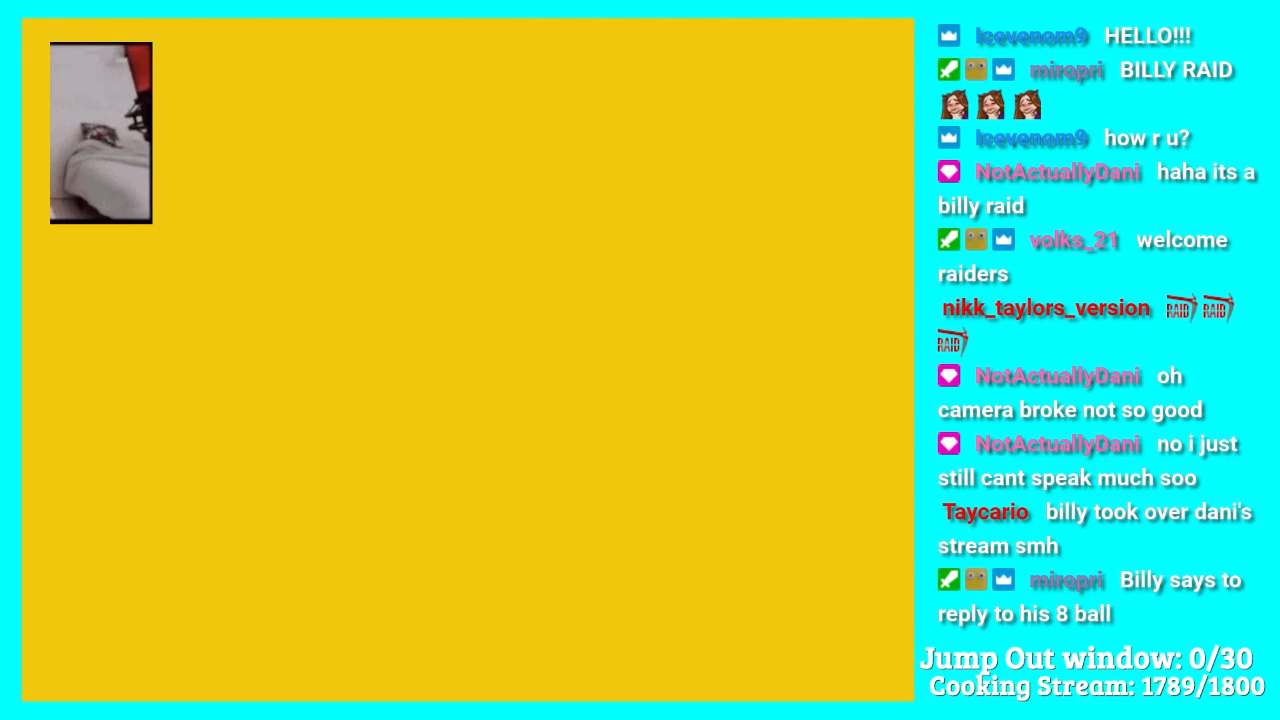 Icevenom9 HELLO!!!
miropri BILLY RAID
Icevenom9 how r u?
NotActuallyDani haha its a
billy raid
volks_21 welcome
raiders
nikk_taylors_version RAID RAID
RAID
NotActuallyDani oh
camera broke not so good
NotActuallyDani no i just
still cant speak much soo
Taycario billy took over dani's
stream smh
miropri Billy says to
reply to his 8 ball
Jump Out window: 0/30
Cooking Stream: 1789/1800